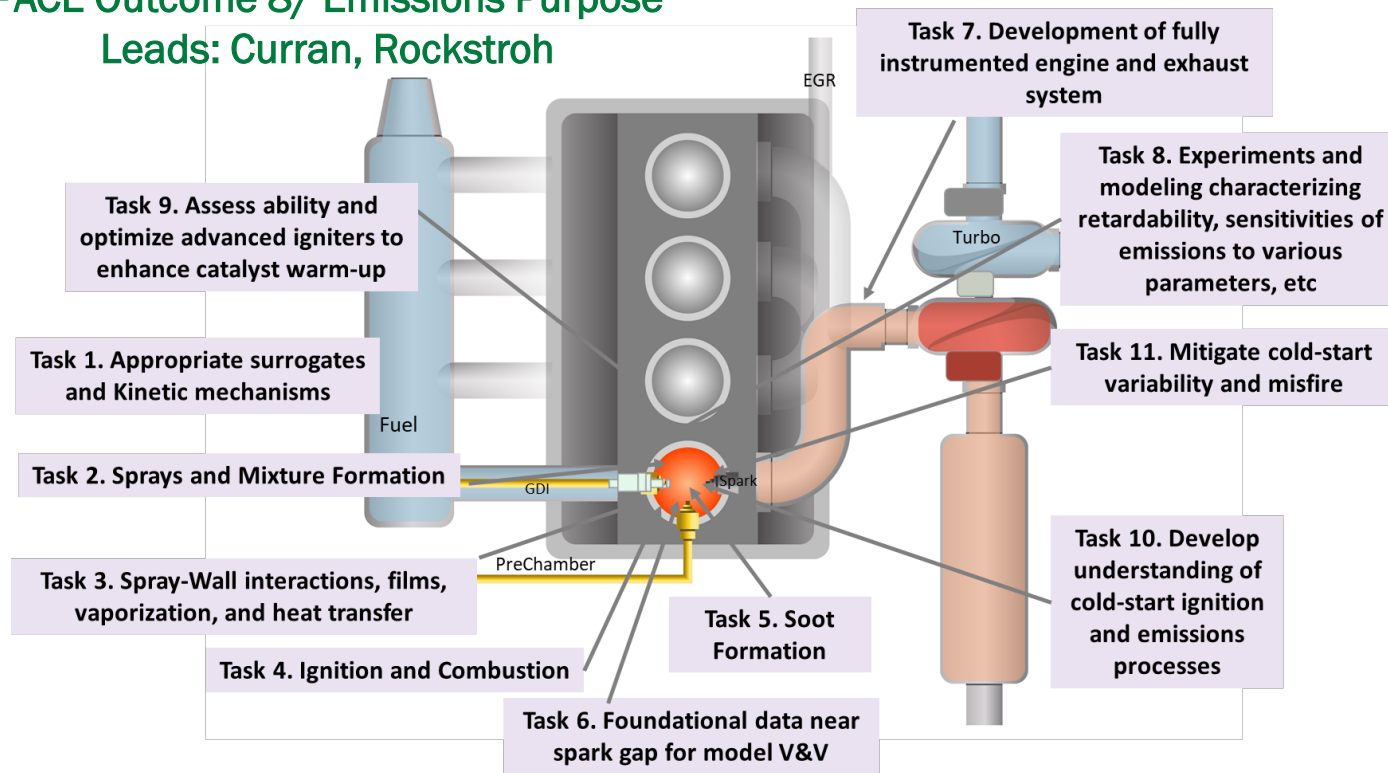 PACE Outcome 8/ Emissions Purpose
Leads: Curran, Rockstroh
Task 7. Development of fully
instrumented engine and exhaust
system
EGR
Task 8. Experiments and
modeling characterizing
retardability, sensitivities of
emissions to various
parameters, etc
Task 9. Assess ability and
optimize advanced igniters to
enhance catalyst warm-up
Turbo
Task 1. Appropriate surrogates
and Kinetic mechanisms
Task 11. Mitigate cold-start
variability and misfire
Fuel
Task 2. Sprays and Mixture Formation
GDI
Spark
PreChamber
Task 3. Spray-Wall interactions, films,
vaporization, and heat transfer
Task 10. Develop
understanding of
cold-start ignition
and emissions
processes
Task 5. Soot
Formation
Task 4. Ignition and Combustion
Task 6. Foundational data near
spark gap for model V&V